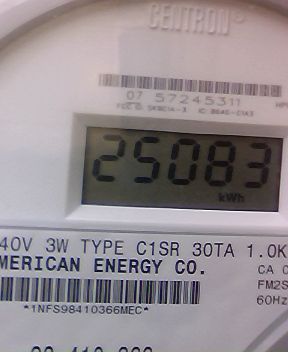 CENTRON
07 57245311
25083
kWh
40V 3W TYPE C1SR 30TA 1.0K
MERICAN ENERGY CO.
CA 0
FM2S
60Hz
*1NFS98410366MEC*